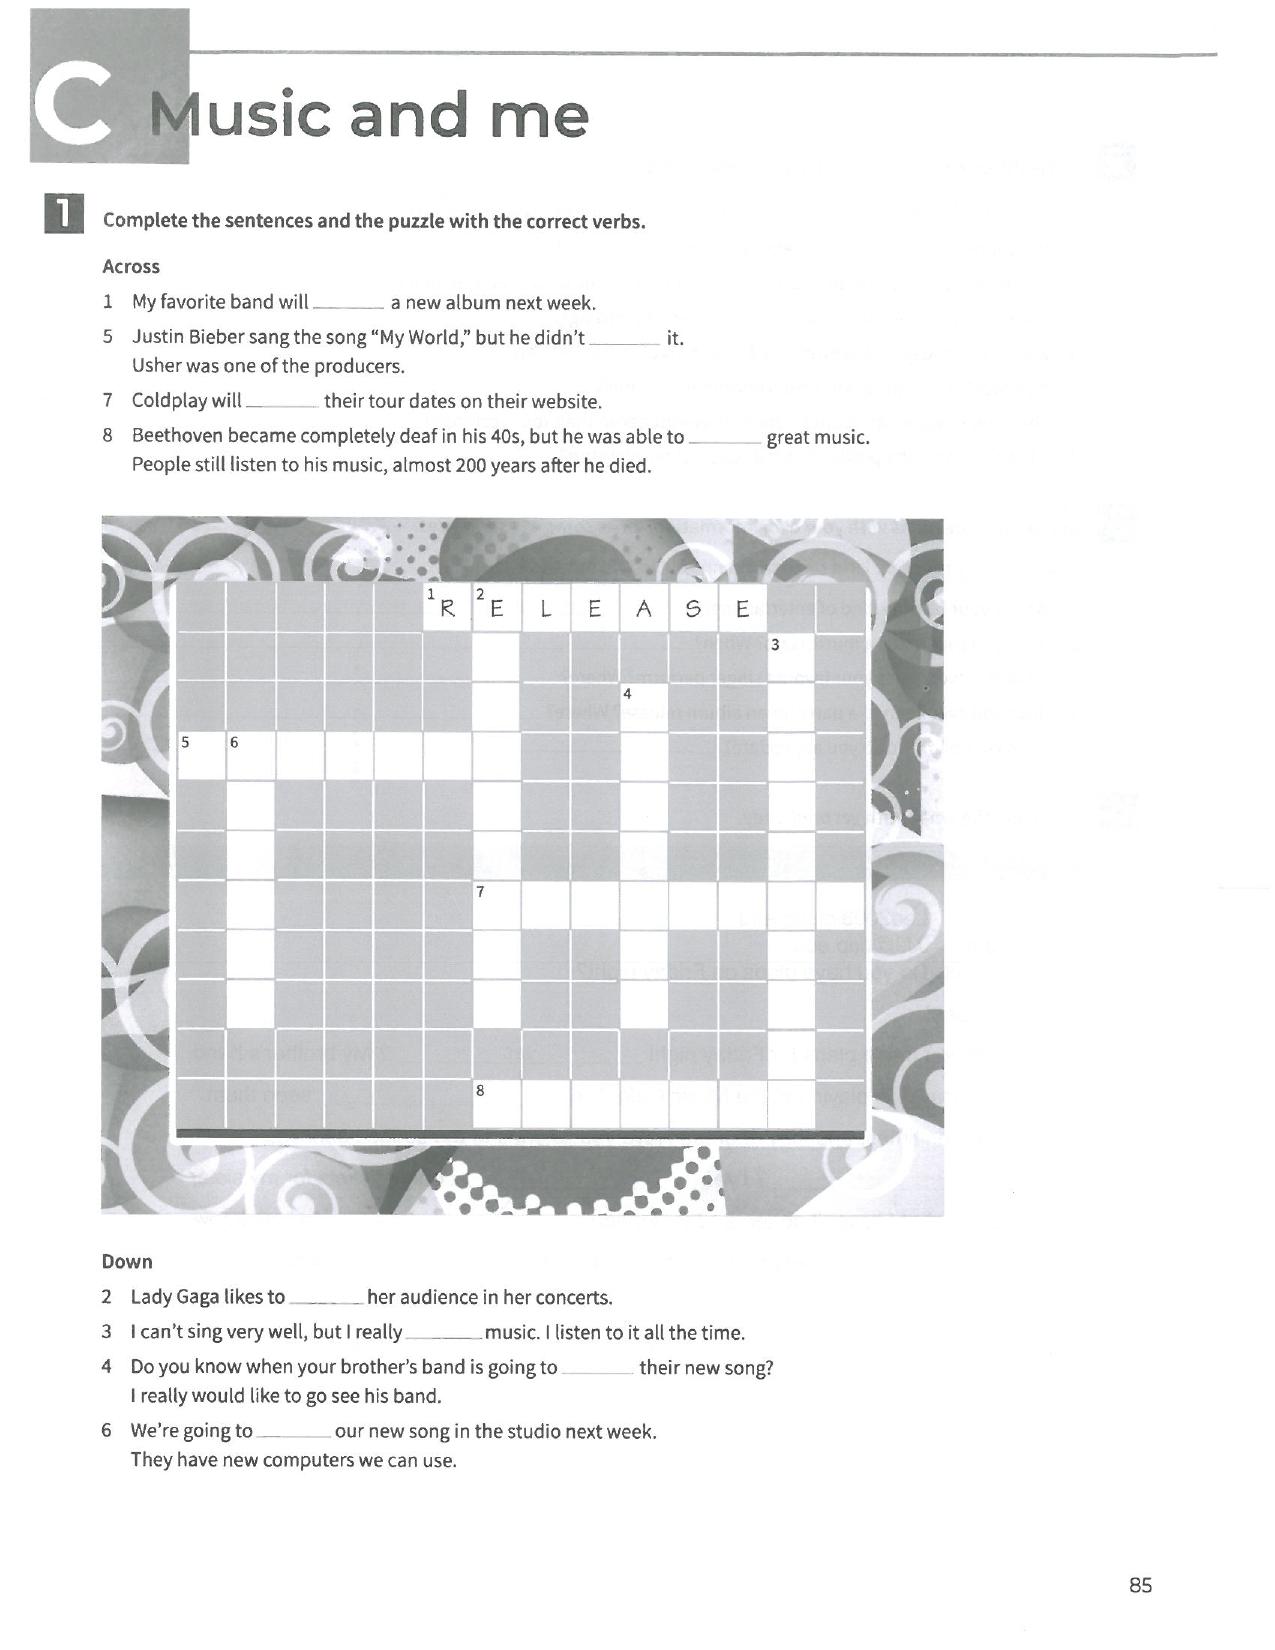 C Music and me
1 Complete the sentences and the puzzle with the correct verbs.
Across
1 My favorite band will ______ a new album next week.
5 Justin Bieber sang the song “My World,” but he didn’t ______ it.
Usher was one of the producers.
7 Coldplay will ______ their tour dates on their website.
8 Beethoven became completely deaf in his 40s, but he was able to ______ great music.
People still listen to his music, almost 200 years after he died.
1 R 2 E L E A S E
3
4
5 6
7
8
Down
2 Lady Gaga likes to ______ her audience in her concerts.
3 I can’t sing very well, but I really ______ music. I listen to it all the time.
4 Do you know when your brother’s band is going to ______ their new song?
I really would like to go see his band.
6 We’re going to ______ our new song in the studio next week.
They have new computers we can use.
85